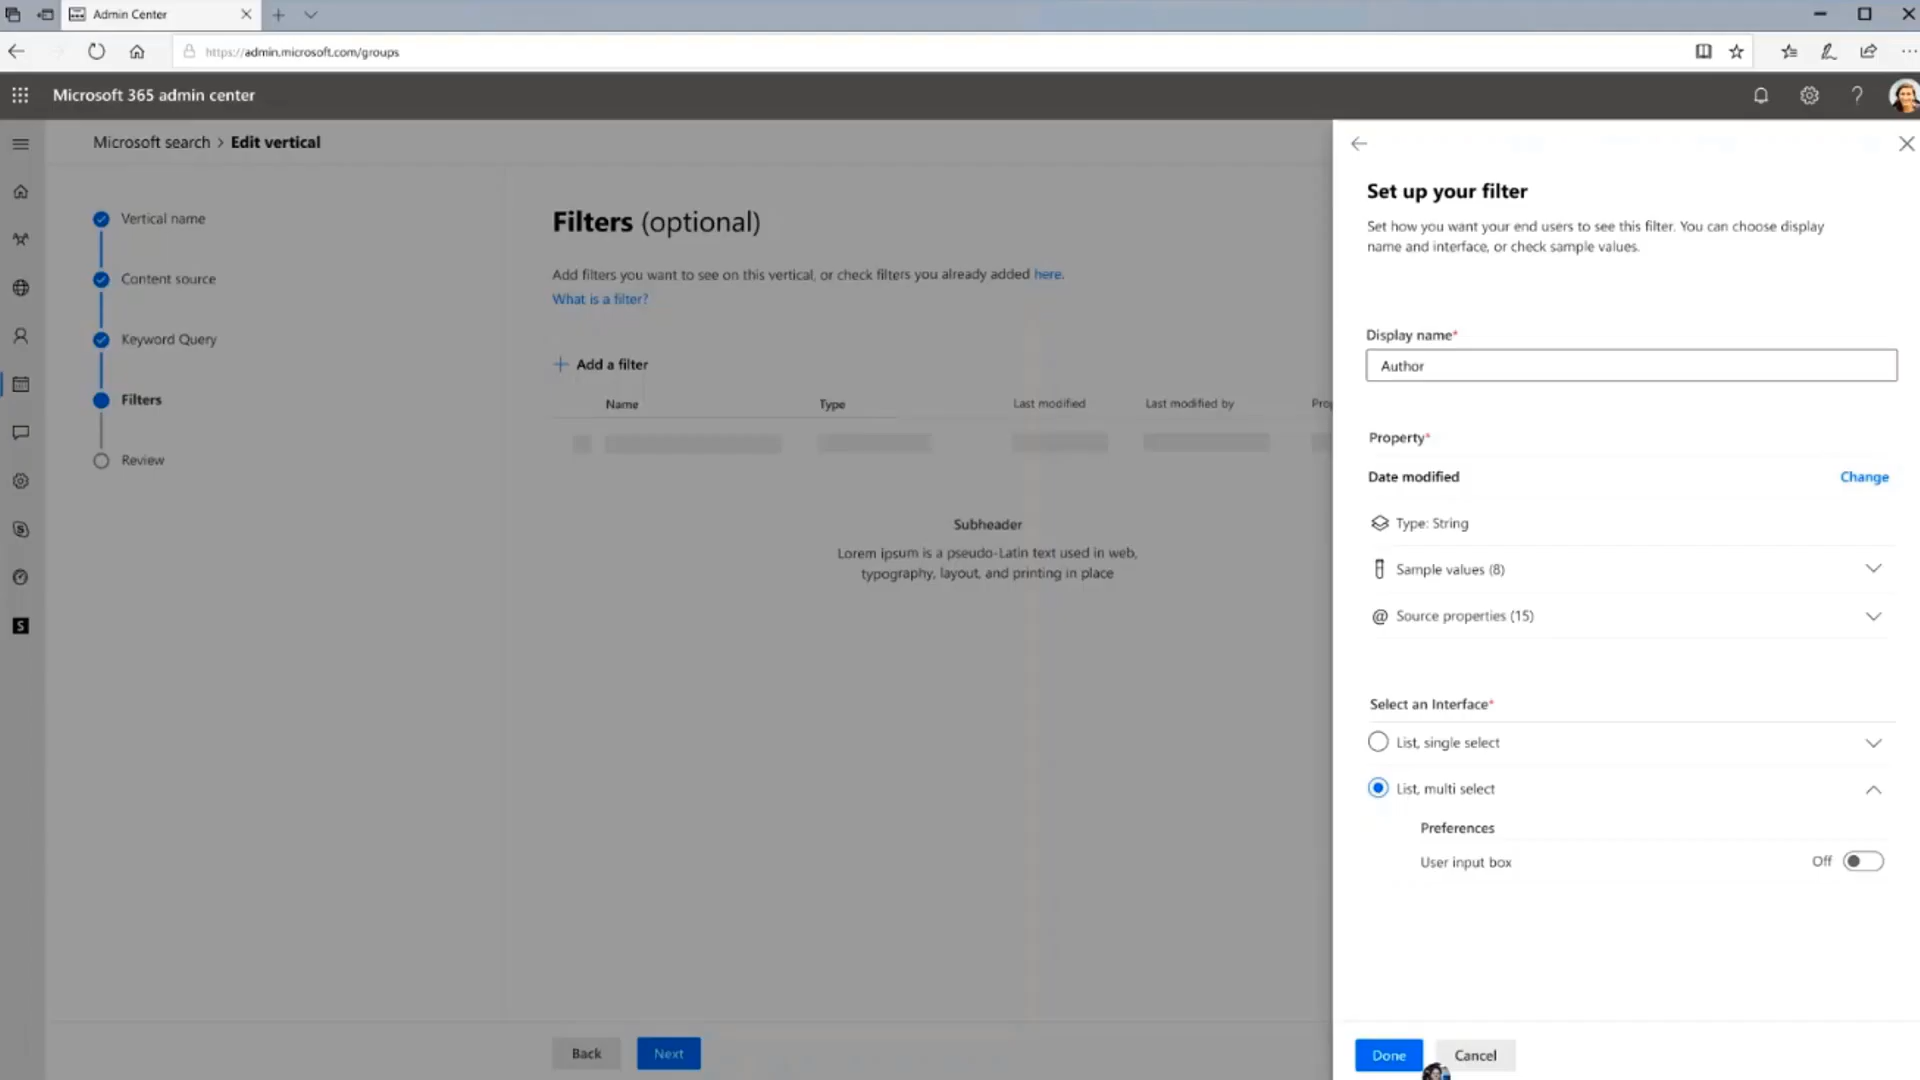 Admin Center
https://admin.microsoft.com/groups
Microsoft 365 admin center
Microsoft search > Edit vertical
Vertical name
Content source
Keyword Query
Filters
Review
Filters (optional)
Add filters you want to see on this vertical, or check filters you already added here.
What is a filter?
+ Add a filter
Name Type Last modified Last modified by Prop
Subheader
Lorem ipsum is a pseudo-Latin text used in web,
typography, layout, and printing in place
Back Next
Set up your filter
Set how you want your end users to see this filter. You can choose display
name and interface, or check sample values.
Display name*
Author
Property*
Date modified Change
Type: String
Sample values (8)
@ Source properties (15)
Select an Interface*
List, single select
List, multi select
Preferences
User input box Off
Done Cancel